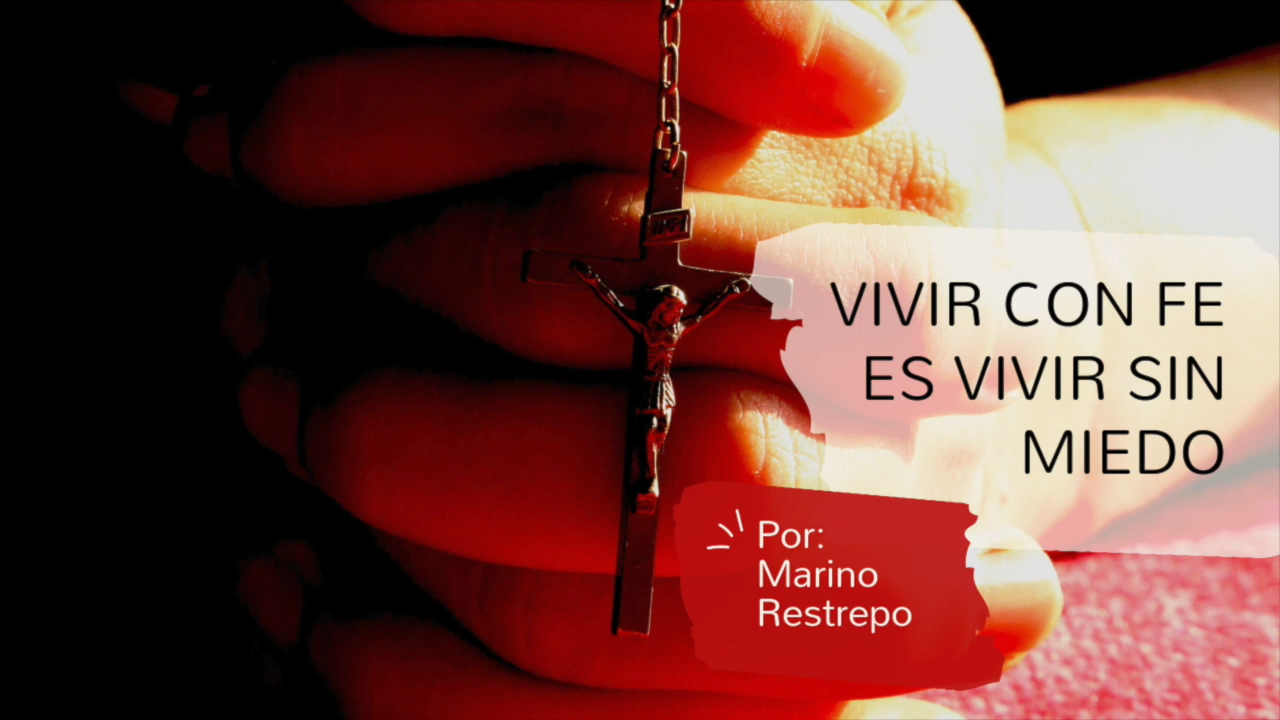 VIVIR CON FE
ES VIVIR SIN
MIEDO
Por:
Marino
Restrepo